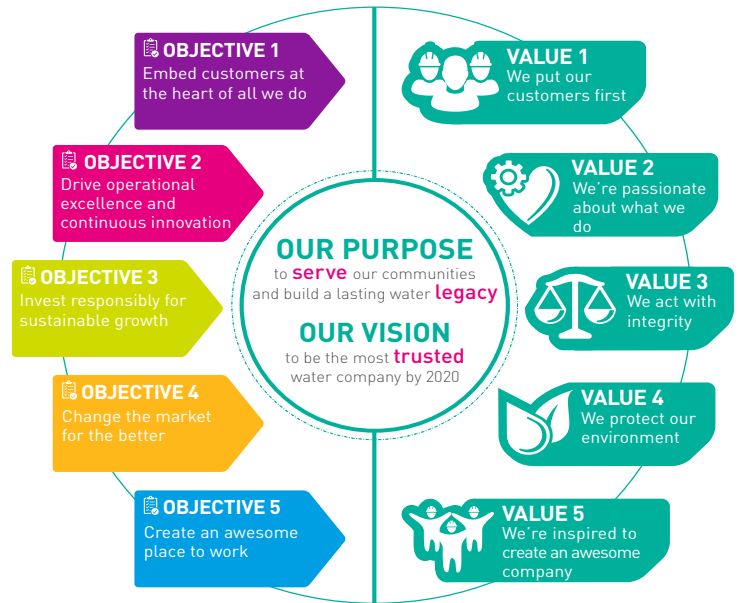 OBJECTIVE 1
Embed customers at
the heart of all we do
OBJECTIVE 2
Drive operational
excellence and
continuous innovation
OBJECTIVE 3
Invest responsibly for
sustainable growth
OBJECTIVE 4
Change the market
for the better
OBJECTIVE 5
Create an awesome
place to work
OUR PURPOSE
to serve our communities
and build a lasting water legacy
OUR VISION
to be the most trusted
water company by 2020
VALUE 1
We put our
customers first
VALUE 2
We're passionate
about what we
do
VALUE 3
We act with
integrity
VALUE 4
We protect our
environment
VALUE 5
We're inspired to
create an awesome
company